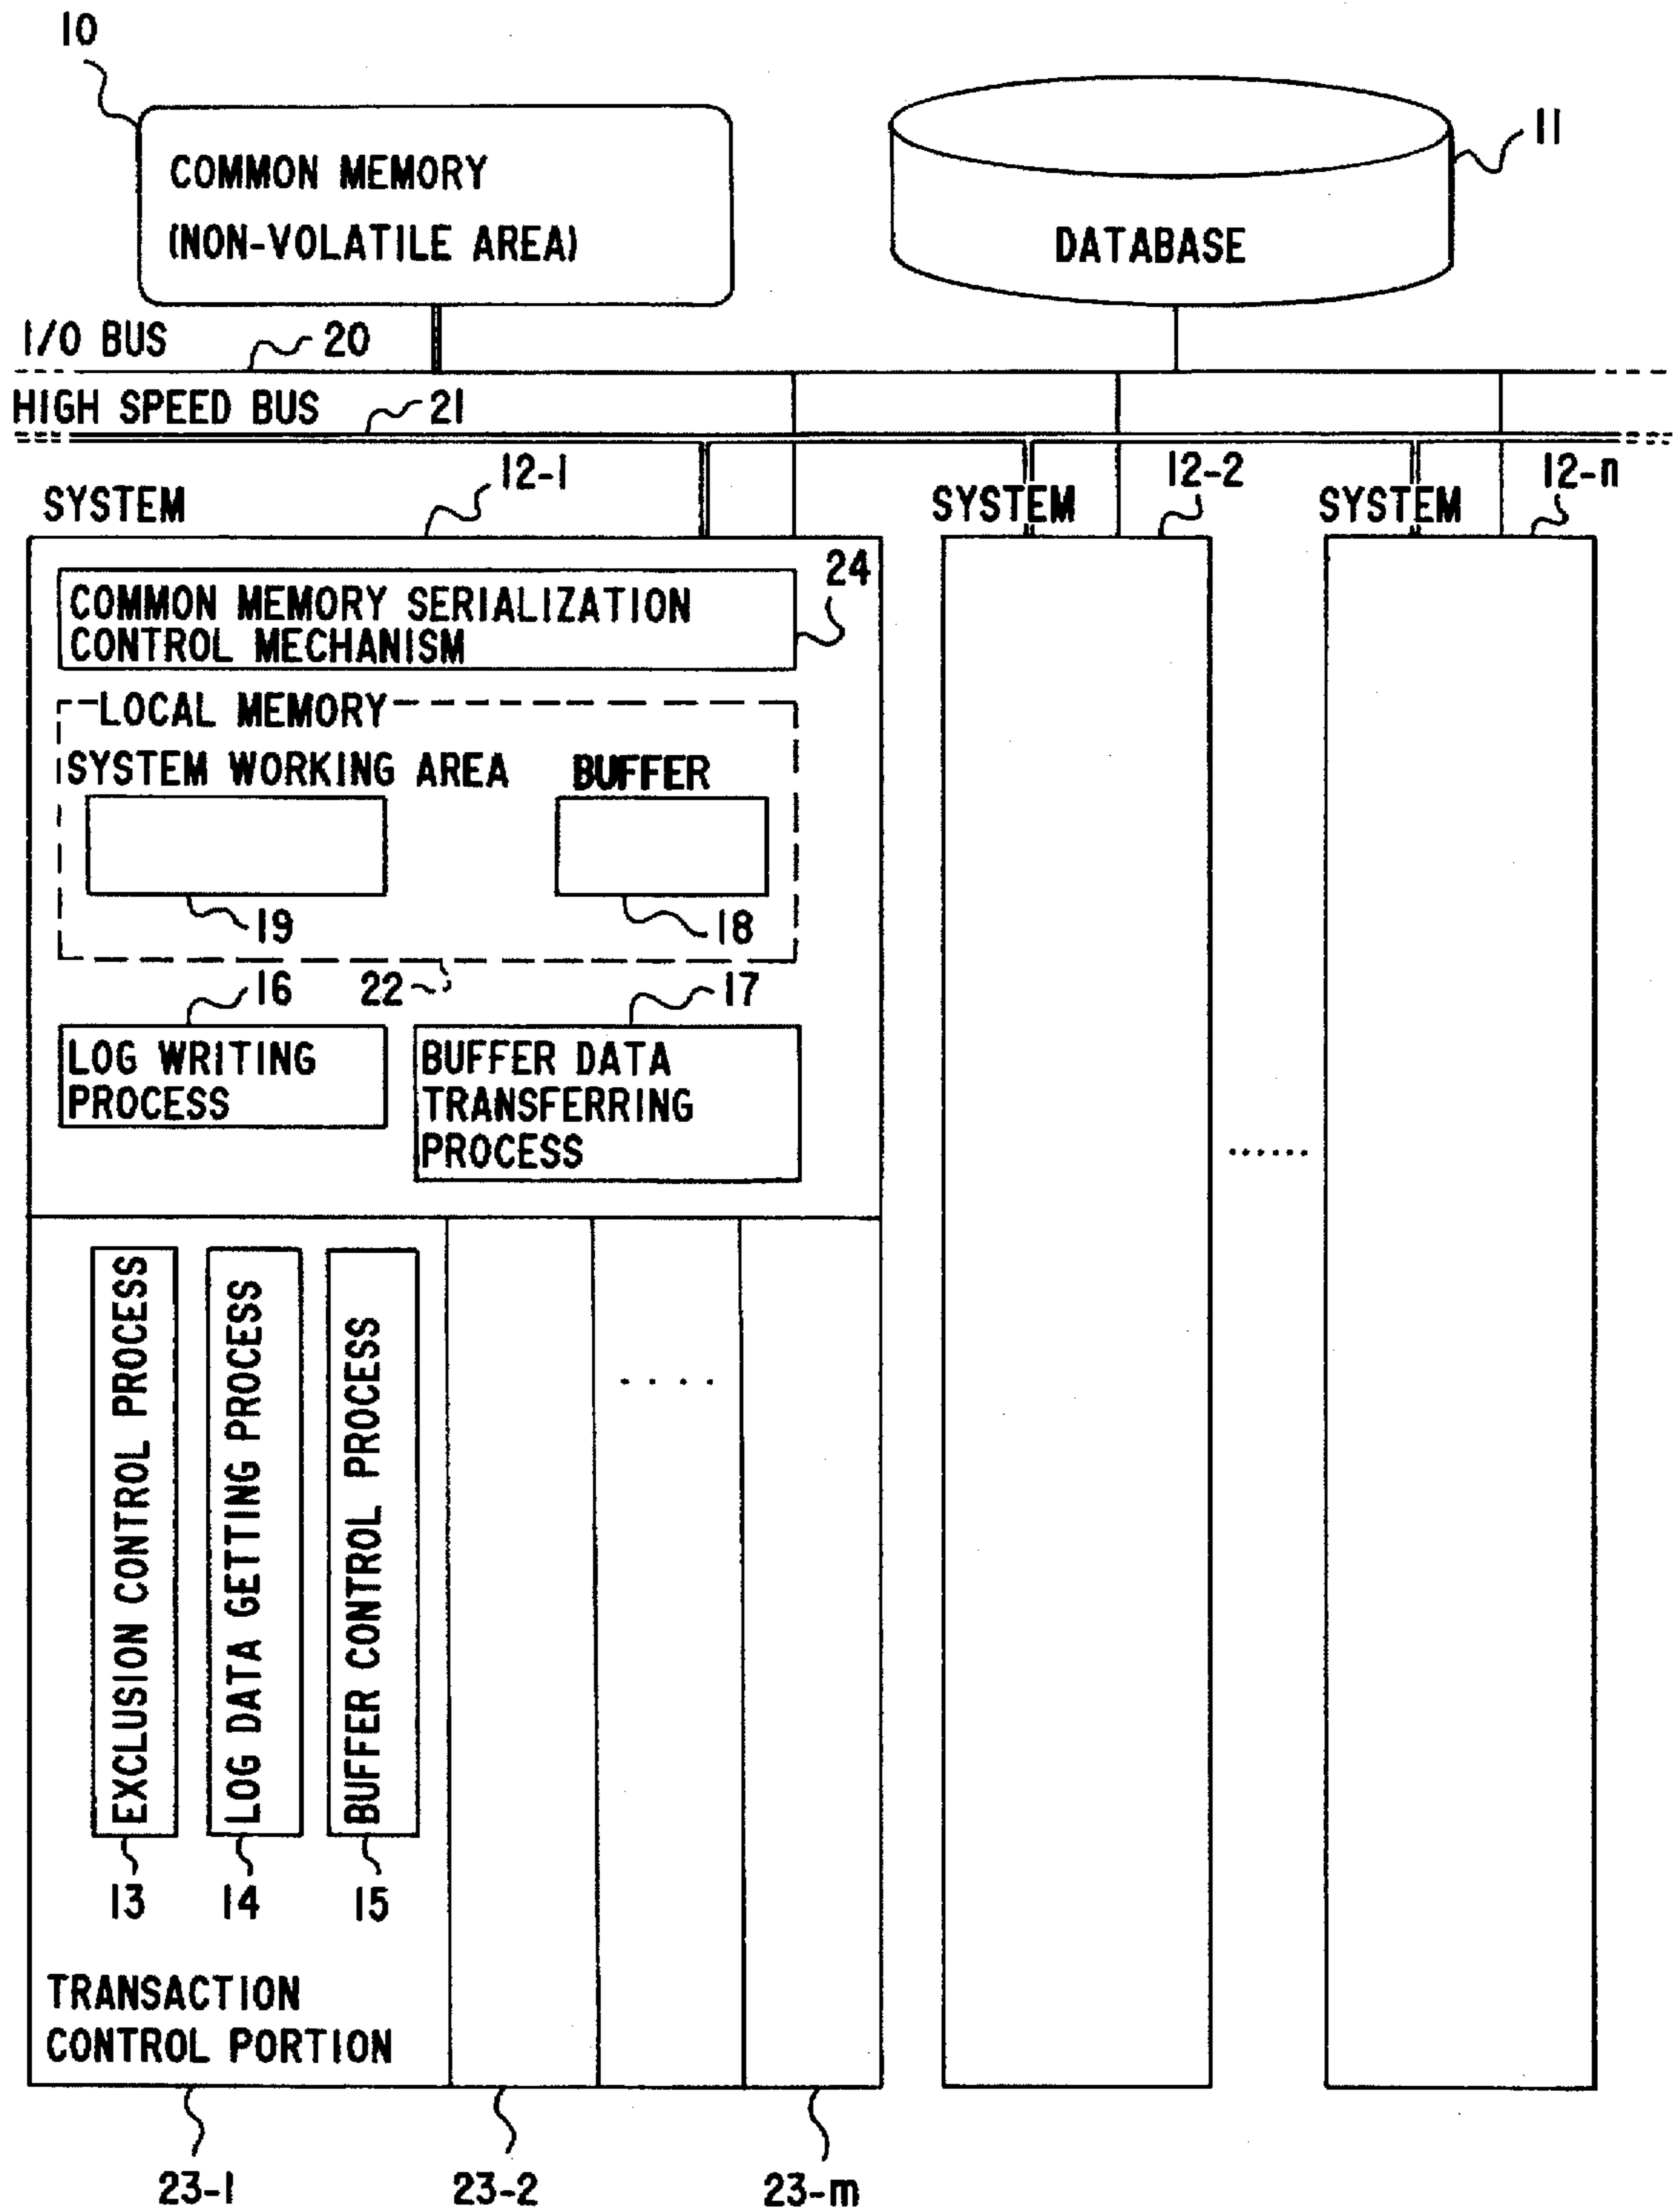 10
COMMON MEMORY
(NON-VOLATILE AREA)
11
DATABASE
I/O BUS
20
HIGH SPEED BUS
21
SYSTEM
12-1
SYSTEM
12-2
SYSTEM
12-n
24
COMMON MEMORY SERIALIZATION
CONTROL MECHANISM
LOCAL MEMORY
SYSTEM WORKING AREA
BUFFER
19
18
22
16
17
LOG WRITING
PROCESS
BUFFER DATA
TRANSFERRING
PROCESS
......
EXCLUSION CONTROL PROCESS
LOG DATA GETTING PROCESS
BUFFER CONTROL PROCESS
....
13
14
15
TRANSACTION
CONTROL PORTION
23-1
23-2
23-m